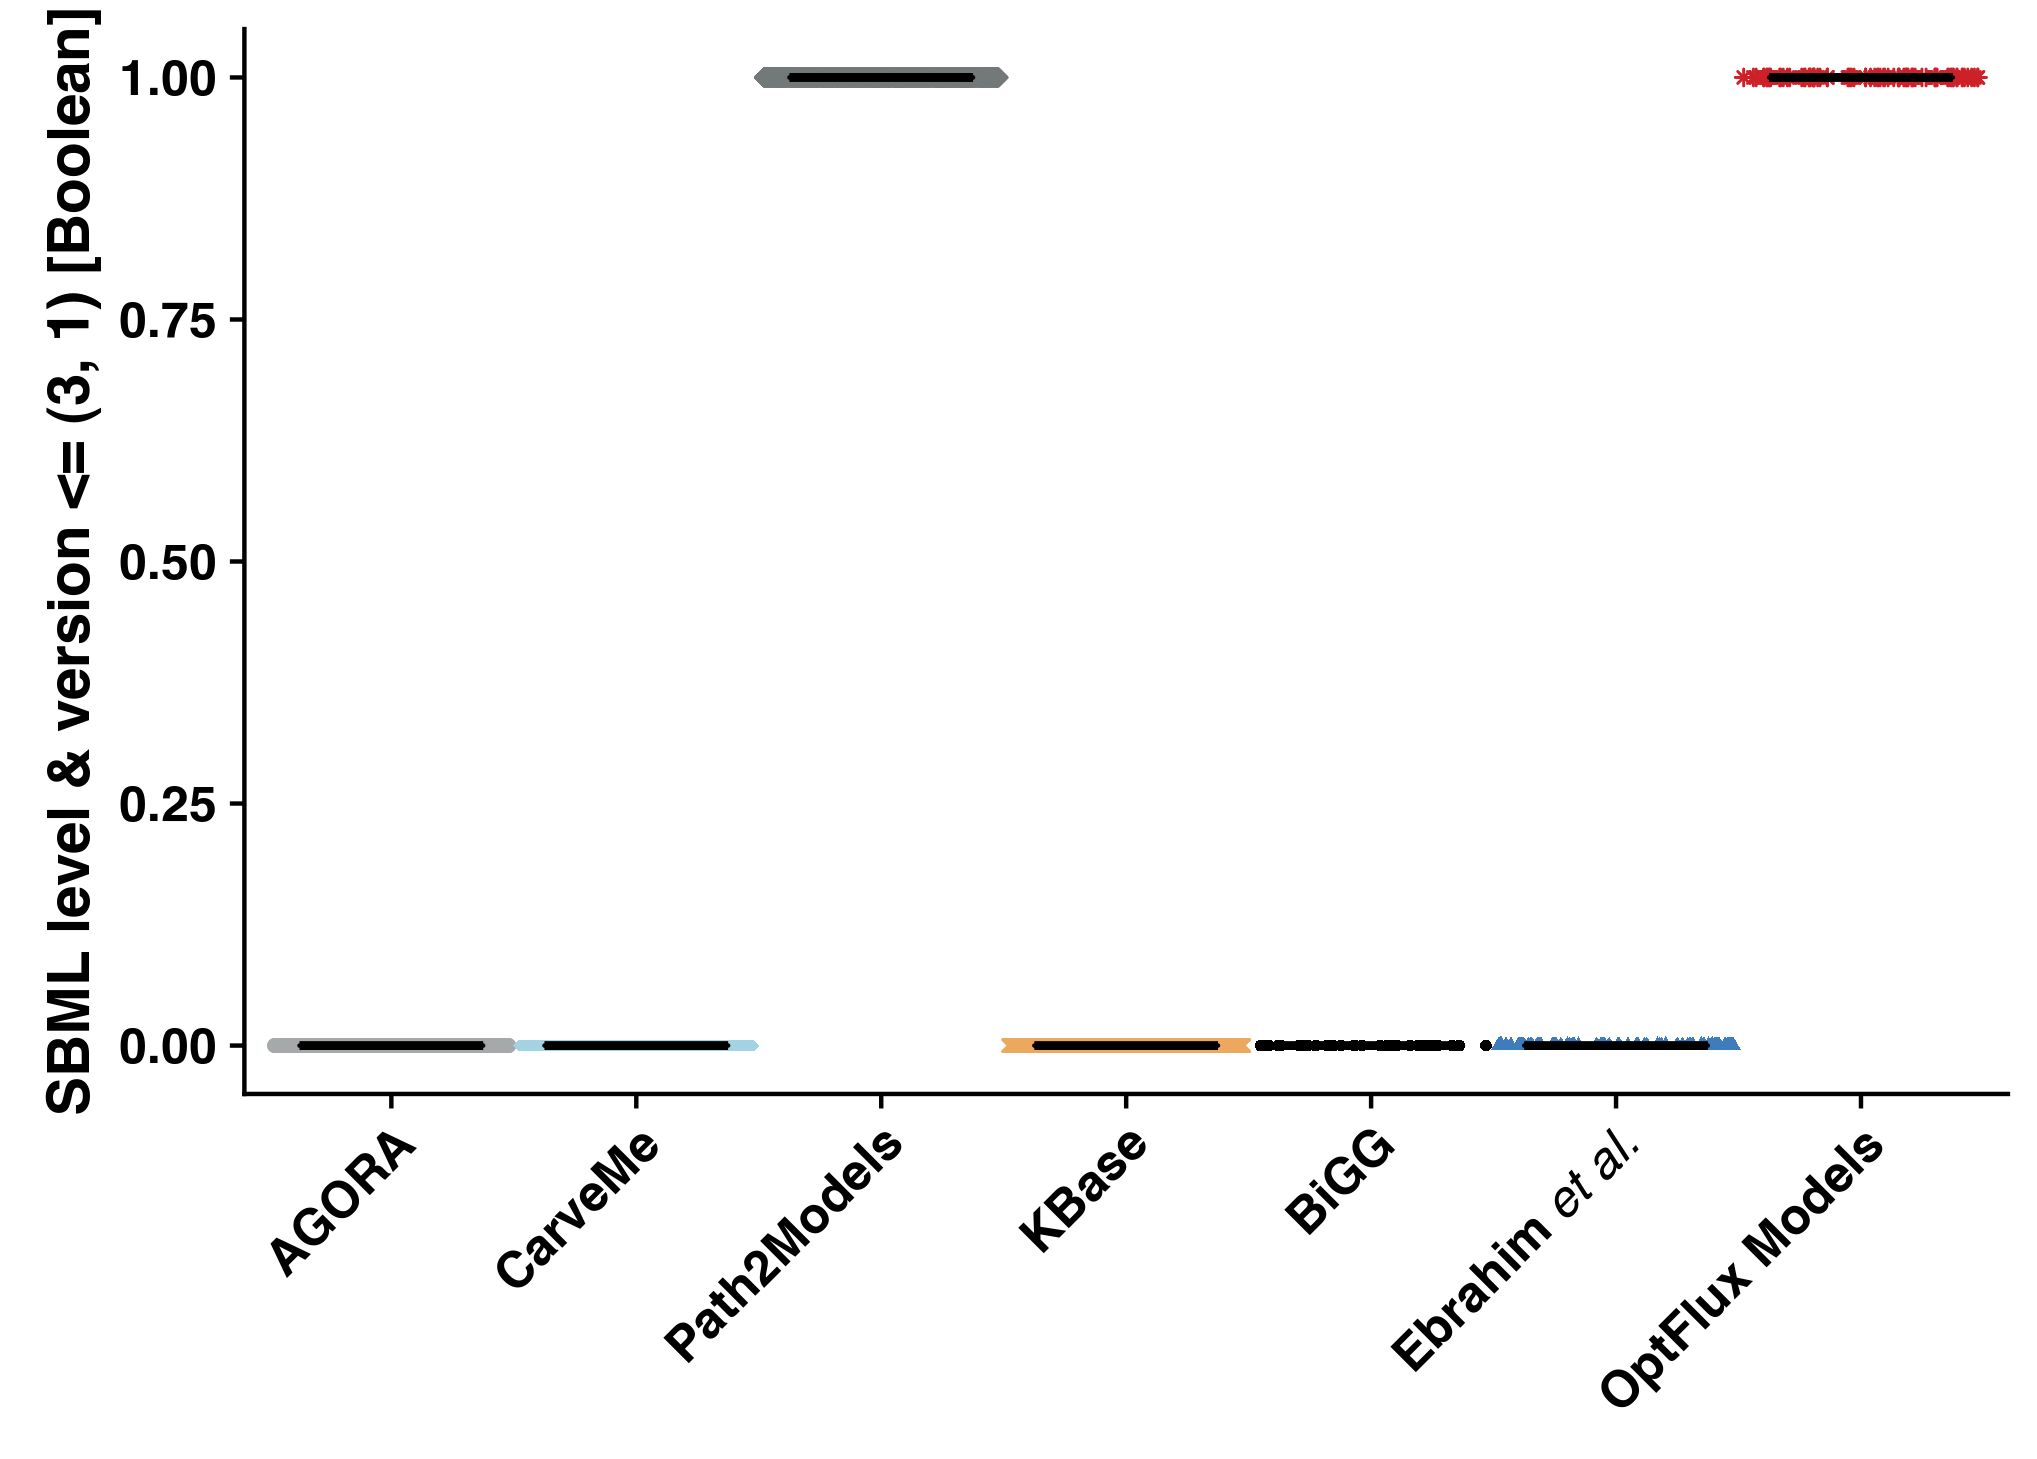 SBML level & version <= (3, 1) [Boolean]
1.00
0.75
0.50
0.25
0.00
AGORA
CarveMe
Path2Models
KBase
BiGG
Ebrahim et al.
OptFlux Models